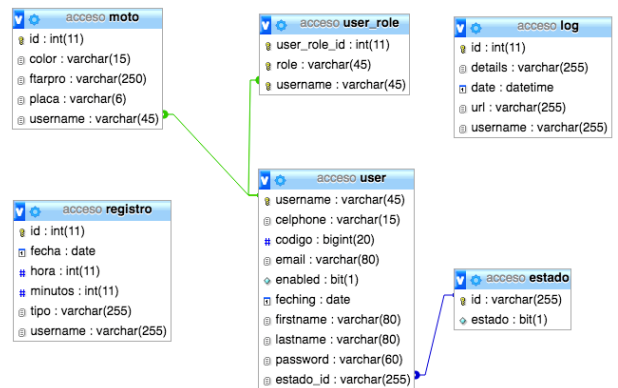 acceso moto
id : int(11)
color : varchar(15)
ftarpro : varchar(250)
placa : varchar(6)
username : varchar(45)
acceso user_role
user_role_id : int(11)
role : varchar(45)
username : varchar(45)
acceso log
id : int(11)
details : varchar(255)
date : datetime
url : varchar(255)
username : varchar(255)
acceso registro
id : int(11)
fecha : date
hora : int(11)
minutos : int(11)
tipo : varchar(255)
username : varchar(255)
acceso user
username : varchar(45)
celphone : varchar(15)
codigo : bigint(20)
email : varchar(80)
enabled : bit(1)
feching : date
firstname : varchar(80)
lastname : varchar(80)
password : varchar(60)
estado_id : varchar(255)
acceso estado
id : varchar(255)
estado : bit(1)